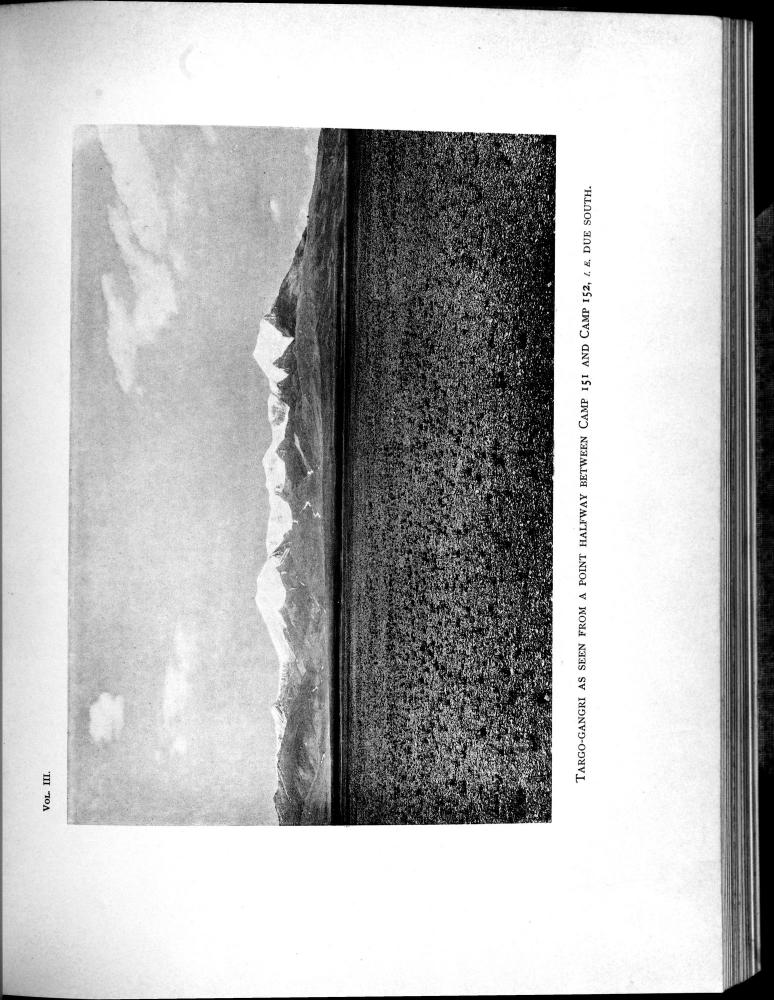 VOL. III.
TARGO-GANGRI AS SEEN FROM A POINT HALFWAY BETWEEN CAMP 151 AND CAMP 152, I. E. DUE SOUTH.